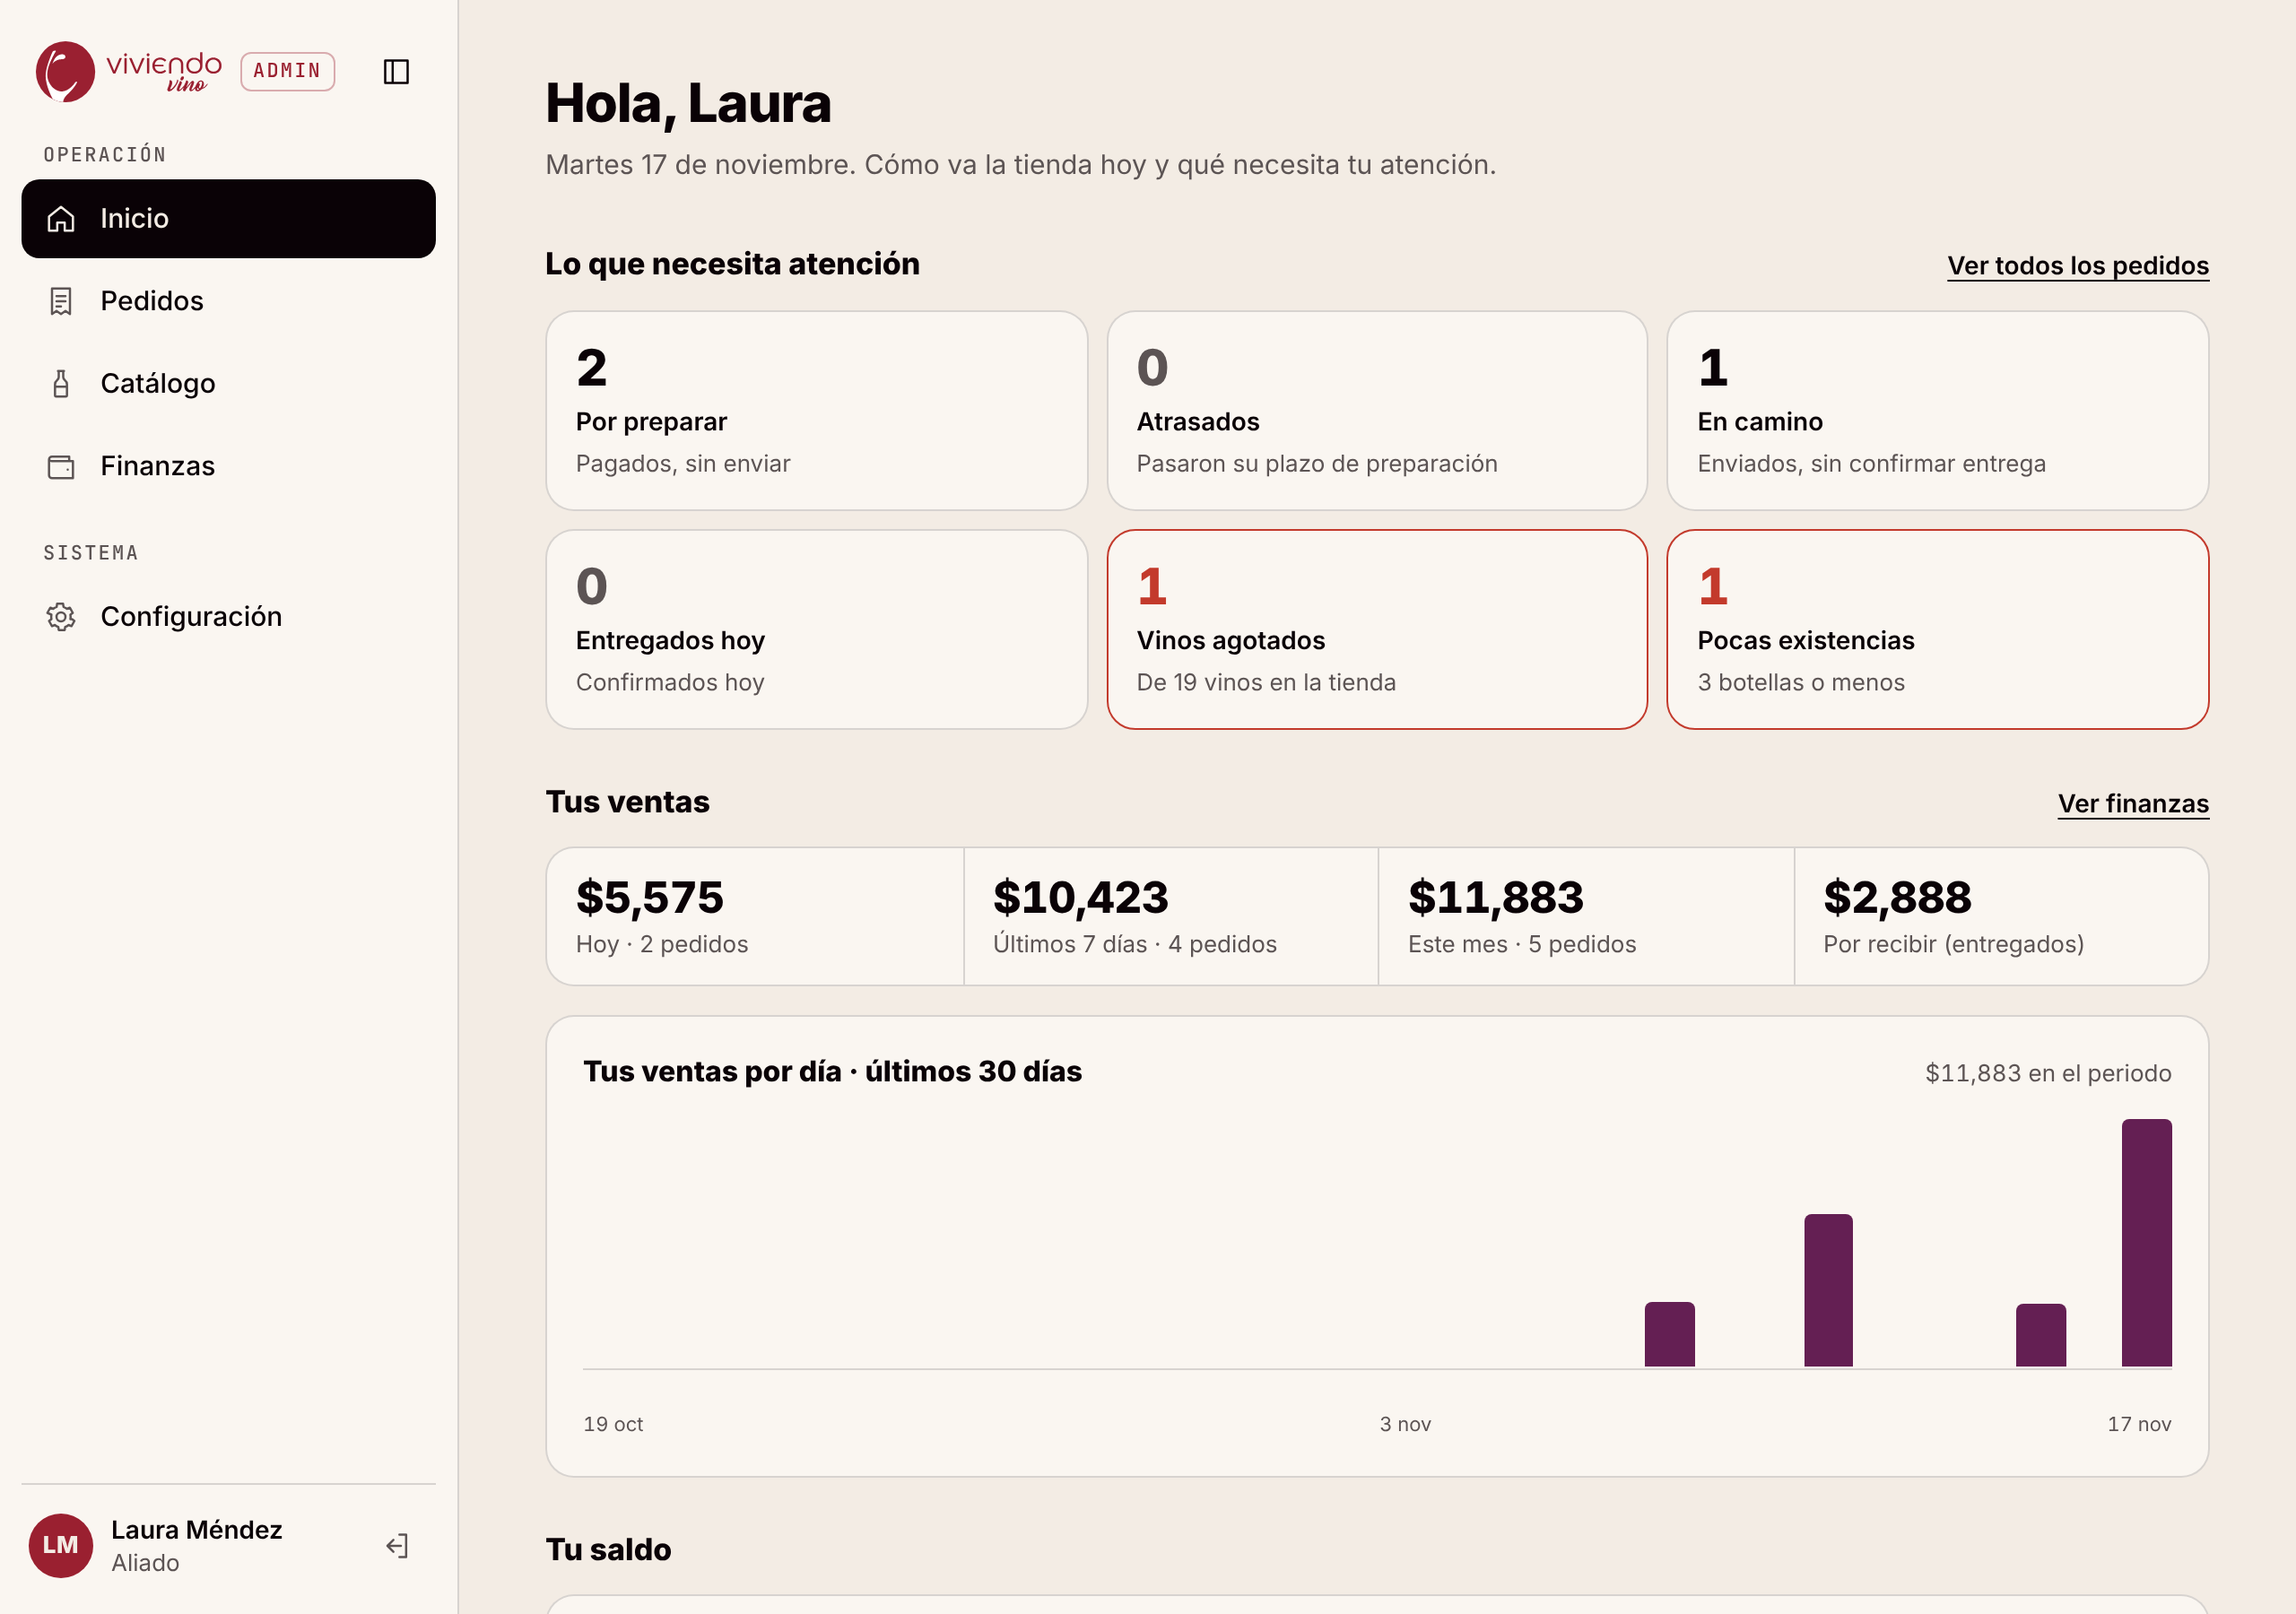 viviendo
vino
ADMIN
OPERACIÓN
Inicio
Pedidos
Catálogo
Finanzas
SISTEMA
Configuración
LM
Laura Méndez
Aliado
Hola, Laura
Martes 17 de noviembre. Cómo va la tienda hoy y qué necesita tu atención.
Lo que necesita atención
Ver todos los pedidos
2
Por preparar
Pagados, sin enviar
0
Atrasados
Pasaron su plazo de preparación
1
En camino
Enviados, sin confirmar entrega
0
Entregados hoy
Confirmados hoy
1
Vinos agotados
De 19 vinos en la tienda
1
Pocas existencias
3 botellas o menos
Tus ventas
Ver finanzas
$5,575
Hoy · 2 pedidos
$10,423
Últimos 7 días · 4 pedidos
$11,883
Este mes · 5 pedidos
$2,888
Por recibir (entregados)
Tus ventas por día · últimos 30 días
$11,883 en el periodo
19 oct
3 nov
17 nov
Tu saldo